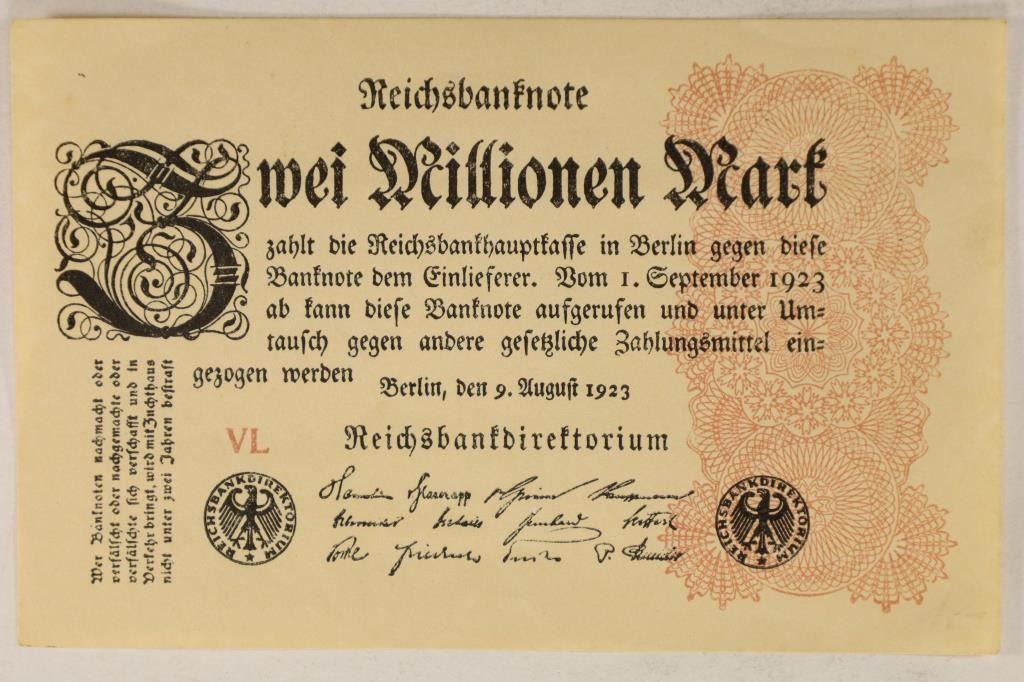 Reichsbanknote
Zwei Millionen Mark
zahlt die Reichsbankhauptkasse in Berlin gegen diese
Banknote dem Einlieferer. Vom 1. September 1923
ab kann diese Banknote aufgerufen und unter Um=
tausch gegen andere gesetzliche Zahlungsmittel ein=
gezogen werden
Berlin, den 9. August 1923
Reichsbankdirektorium
VL
Wer Banknoten nachmacht oder
verfälscht oder nachgemachte oder
verfälschte sich verschafft und in
Verkehr bringt, wird mit Zuchthaus
nicht unter zwei Jahren bestraft
REICHSBANKDIREKTORIUM
REICHSBANKDIREKTORIUM